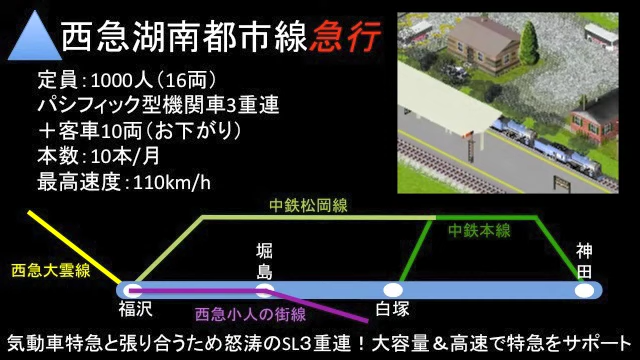 西急湖南都市線急行
定員：1000人（16両）
パシフィック型機関車3重連
＋客車10両（お下がり）
本数：10本/月
最高速度：110km/h
中鉄松岡線
中鉄本線
西急大雲線
堀島
神田
福沢
西急小人の街線
白塚
気動車特急と張り合うため怒涛のSL３重連！大容量＆高速で特急をサポート